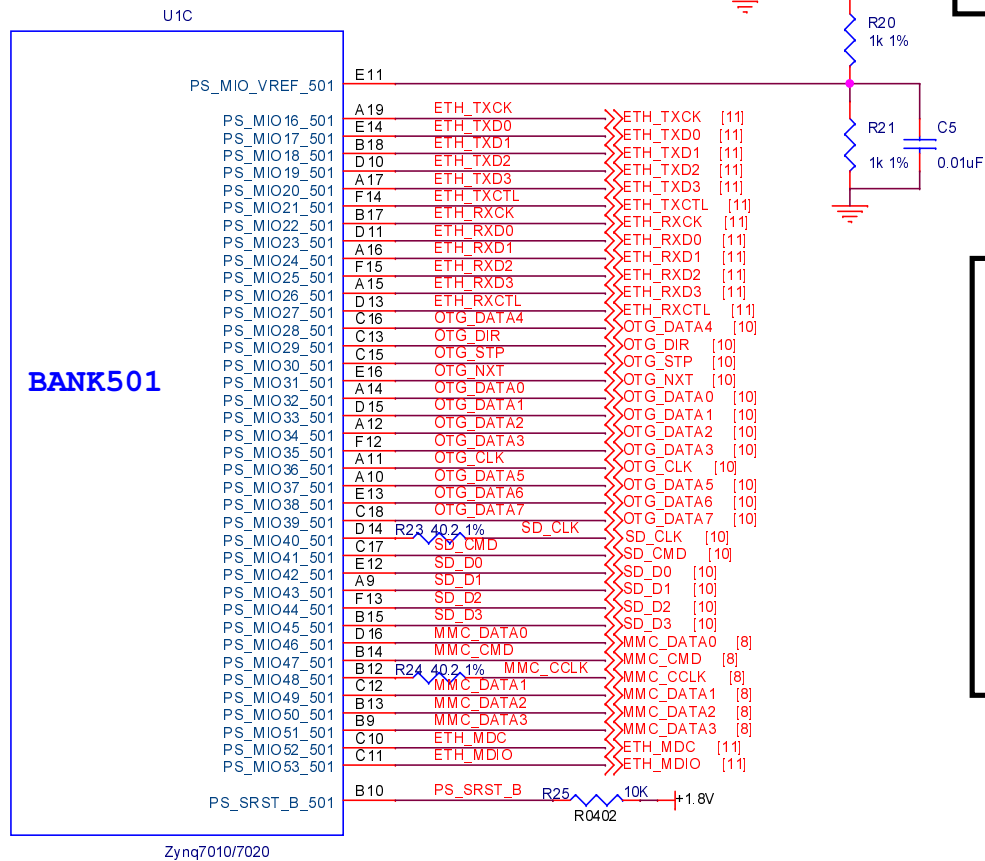 U1C
R20
1k 1%
PS_MIO_VREF_501 E11
R21
1k 1%
C5
0.01uF
PS_MIO16_501 A19 ETH_TXCK ETH_TXCK [11]
PS_MIO17_501 E14 ETH_TXD0 ETH_TXD0 [11]
PS_MIO18_501 B18 ETH_TXD1 ETH_TXD1 [11]
PS_MIO19_501 D10 ETH_TXD2 ETH_TXD2 [11]
PS_MIO20_501 A17 ETH_TXD3 ETH_TXD3 [11]
PS_MIO21_501 F14 ETH_TXCTL ETH_TXCTL [11]
PS_MIO22_501 B17 ETH_RXCK ETH_RXCK [11]
PS_MIO23_501 D11 ETH_RXD0 ETH_RXD0 [11]
PS_MIO24_501 A16 ETH_RXD1 ETH_RXD1 [11]
PS_MIO25_501 F15 ETH_RXD2 ETH_RXD2 [11]
PS_MIO26_501 A15 ETH_RXD3 ETH_RXD3 [11]
PS_MIO27_501 D13 ETH_RXCTL ETH_RXCTL [11]
PS_MIO28_501 C16 OTG_DATA4 OTG_DATA4 [10]
PS_MIO29_501 C13 OTG_DIR OTG_DIR [10]
PS_MIO30_501 C15 OTG_STP OTG_STP [10]
PS_MIO31_501 E16 OTG_NXT OTG_NXT [10]
BANK501
PS_MIO32_501 A14 OTG_DATA0 OTG_DATA0 [10]
PS_MIO33_501 D15 OTG_DATA1 OTG_DATA1 [10]
PS_MIO34_501 A12 OTG_DATA2 OTG_DATA2 [10]
PS_MIO35_501 F12 OTG_DATA3 OTG_DATA3 [10]
PS_MIO36_501 A11 OTG_CLK OTG_CLK [10]
PS_MIO37_501 A10 OTG_DATA5 OTG_DATA5 [10]
PS_MIO38_501 E13 OTG_DATA6 OTG_DATA6 [10]
PS_MIO39_501 C18 OTG_DATA7 OTG_DATA7 [10]
PS_MIO40_501 D14 R23 40.2 1% SD_CLK SD_CLK [10]
PS_MIO41_501 C17 SD_CMD SD_CMD [10]
PS_MIO42_501 E12 SD_D0 SD_D0 [10]
PS_MIO43_501 A9 SD_D1 SD_D1 [10]
PS_MIO44_501 F13 SD_D2 SD_D2 [10]
PS_MIO45_501 B15 SD_D3 SD_D3 [10]
PS_MIO46_501 D16 MMC_DATA0 MMC_DATA0 [8]
PS_MIO47_501 B14 MMC_CMD MMC_CMD [8]
PS_MIO48_501 B12 R24 40.2 1% MMC_CCLK MMC_CCLK [8]
PS_MIO49_501 C12 MMC_DATA1 MMC_DATA1 [8]
PS_MIO50_501 B13 MMC_DATA2 MMC_DATA2 [8]
PS_MIO51_501 B9 MMC_DATA3 MMC_DATA3 [8]
PS_MIO52_501 C10 ETH_MDC ETH_MDC [11]
PS_MIO53_501 C11 ETH_MDIO ETH_MDIO [11]
PS_SRST_B_501 B10 PS_SRST_B R25 10K +1.8V
R0402
Zynq7010/7020